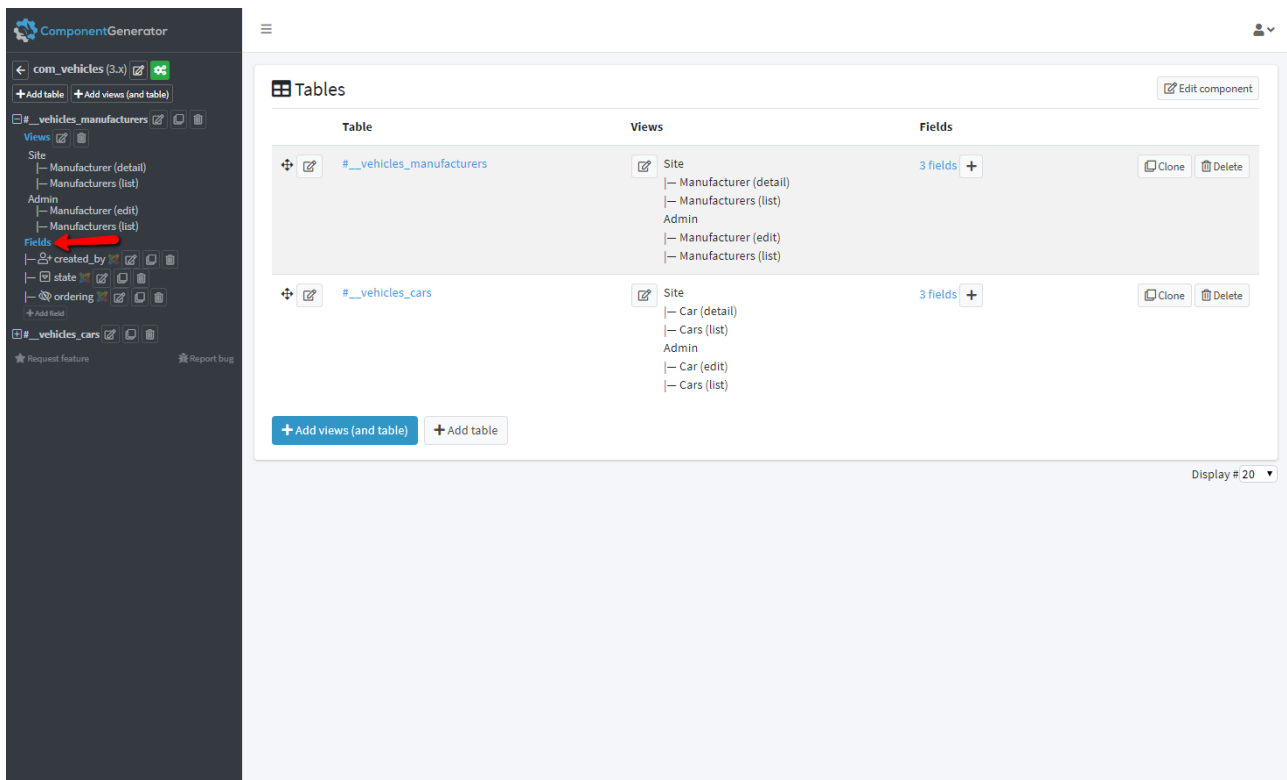 ComponentGenerator
com_vehicles (3.x)
Add table
Add views (and table)
#__vehicles_manufacturers
Views
Site
|— Manufacturer (detail)
|— Manufacturers (list)
Admin
|— Manufacturer (edit)
|— Manufacturers (list)
Fields
|— created_by
|— state
|— ordering
Add field
#__vehicles_cars
Request feature
Report bug
Tables
Edit component
Table Views Fields
#__vehicles_manufacturers
Site
|— Manufacturer (detail)
|— Manufacturers (list)
Admin
|— Manufacturer (edit)
|— Manufacturers (list)
3 fields
Clone Delete
#__vehicles_cars
Site
|— Car (detail)
|— Cars (list)
Admin
|— Car (edit)
|— Cars (list)
3 fields
Clone Delete
Add views (and table)
Add table
Display # 20